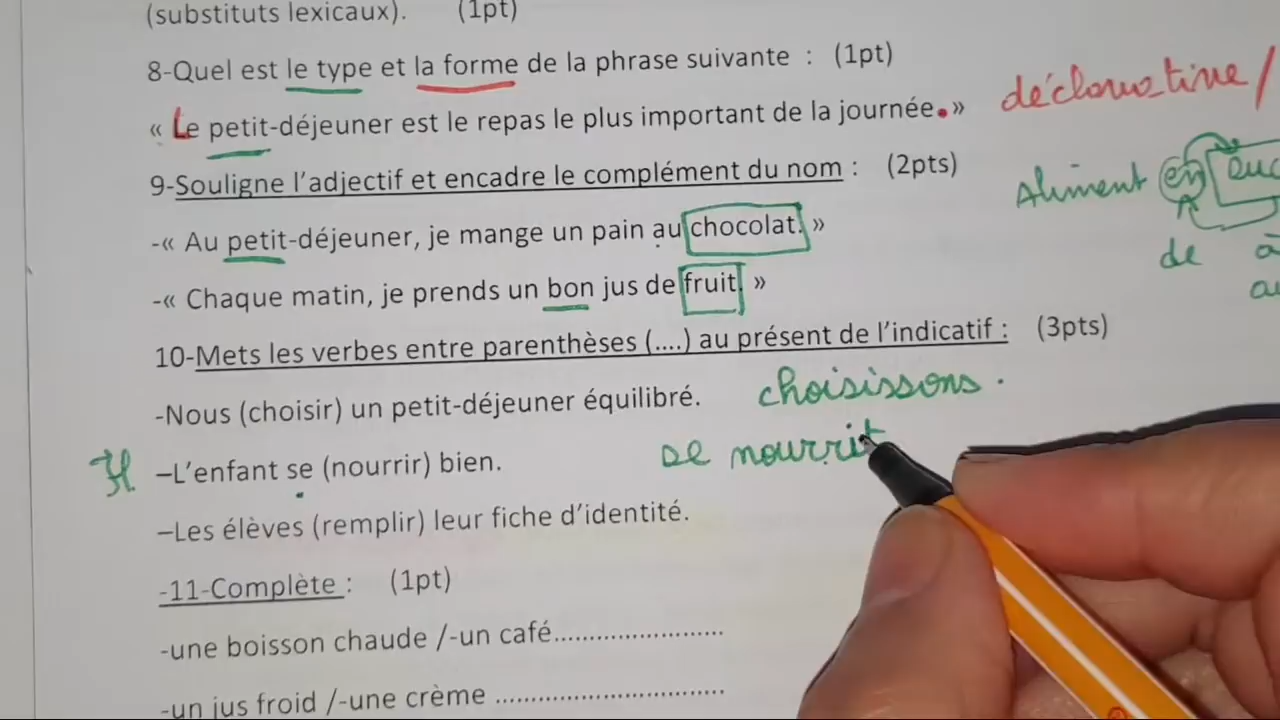 (substituts lexicaux). (1pt)
8-Quel est le type et la forme de la phrase suivante : (1pt)
« Le petit-déjeuner est le repas le plus important de la journée. » déclarative /
9-Souligne l'adjectif et encadre le complément du nom : (2pts)
Aliment en
-« Au petit-déjeuner, je mange un pain au chocolat. »
de à
-« Chaque matin, je prends un bon jus de fruit. »
10-Mets les verbes entre parenthèses (....) au présent de l'indicatif : (3pts)
-Nous (choisir) un petit-déjeuner équilibré. choisissons.
–L'enfant se (nourrir) bien. se nourrit
–Les élèves (remplir) leur fiche d'identité.
-11-Complète : (1pt)
-une boisson chaude /-un café........................
-un jus froid /-une crème ................................